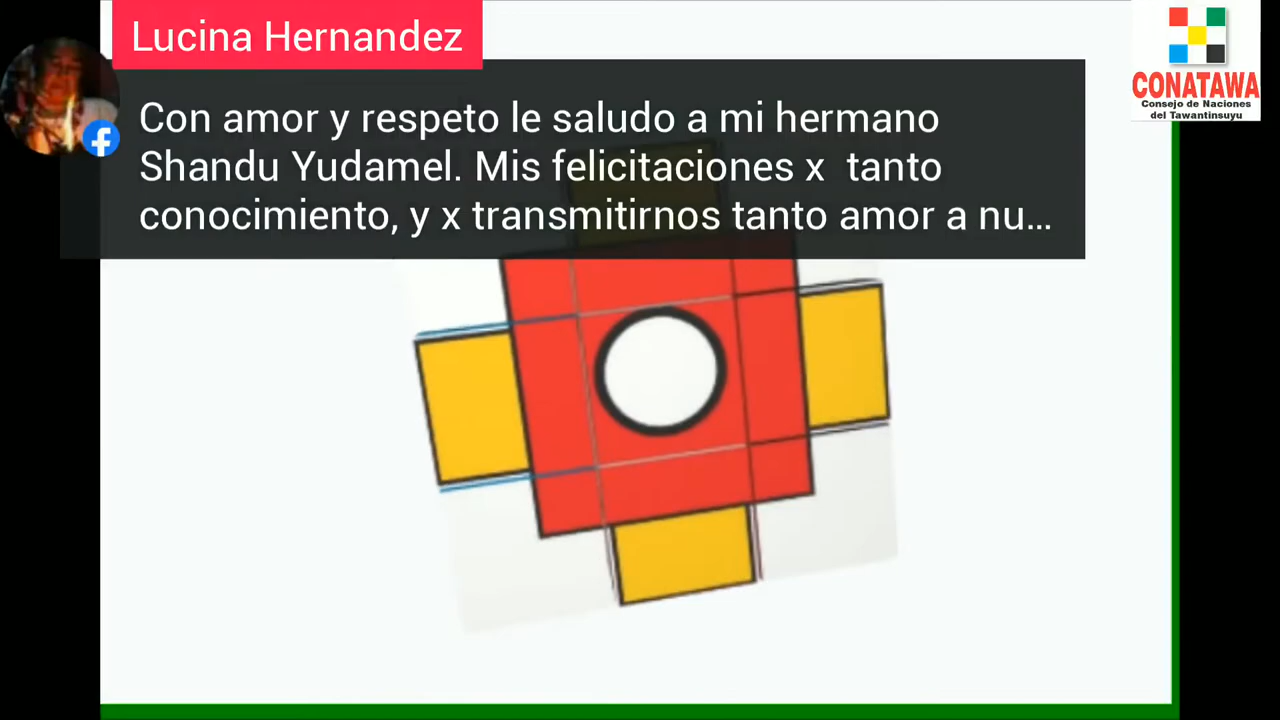 Lucina Hernandez
Con amor y respeto le saludo a mi hermano
Shandu Yudamel. Mis felicitaciones x tanto
conocimiento, y x transmitirnos tanto amor a nu...
CONATAWA
Consejo de Naciones
del Tawantinsuyu